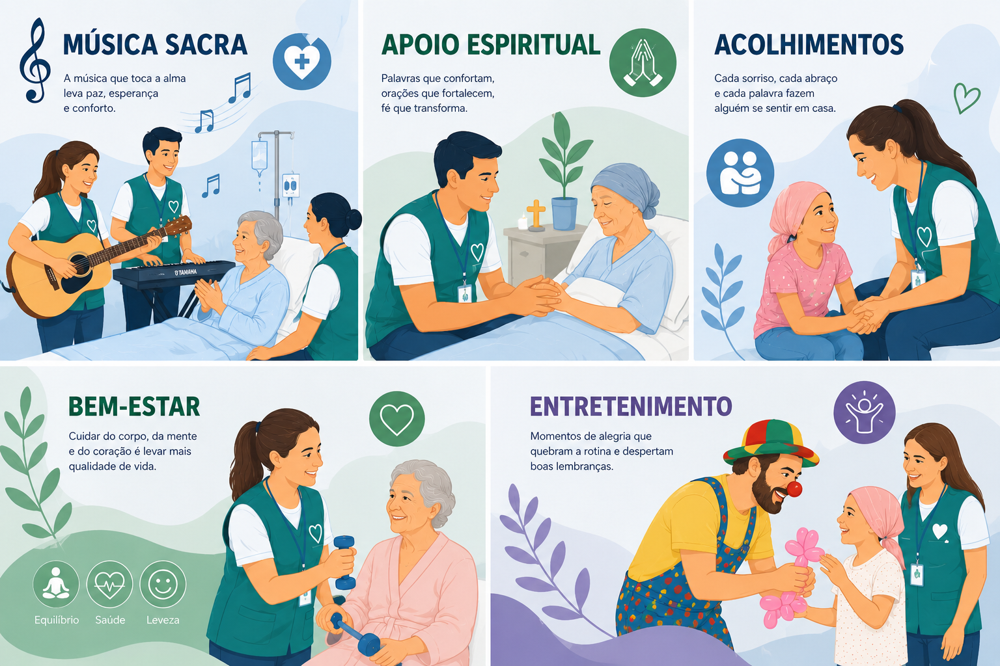 MÚSICA SACRA
A música que toca a alma
leva paz, esperança
e conforto.
YAMAHA
APOIO ESPIRITUAL
Palavras que confortam,
orações que fortalecem,
fé que transforma.
ACOLHIMENTOS
Cada sorriso, cada abraço
e cada palavra fazem
alguém se sentir em casa.
BEM-ESTAR
Cuidar do corpo, da mente
e do coração é levar mais
qualidade de vida.
Equilíbrio
Saúde
Leveza
ENTRETENIMENTO
Momentos de alegria que
quebram a rotina e despertam
boas lembranças.